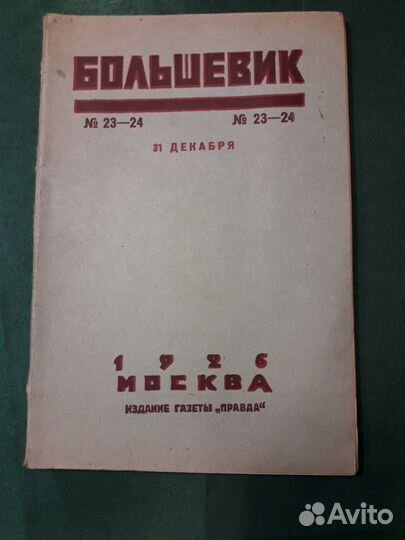 БОЛЬШЕВИК
№ 23—24 № 23—24
31 ДЕКАБРЯ
1926
МОСКВА
ИЗДАНИЕ ГАЗЕТЫ „ПРАВДА“
Avito